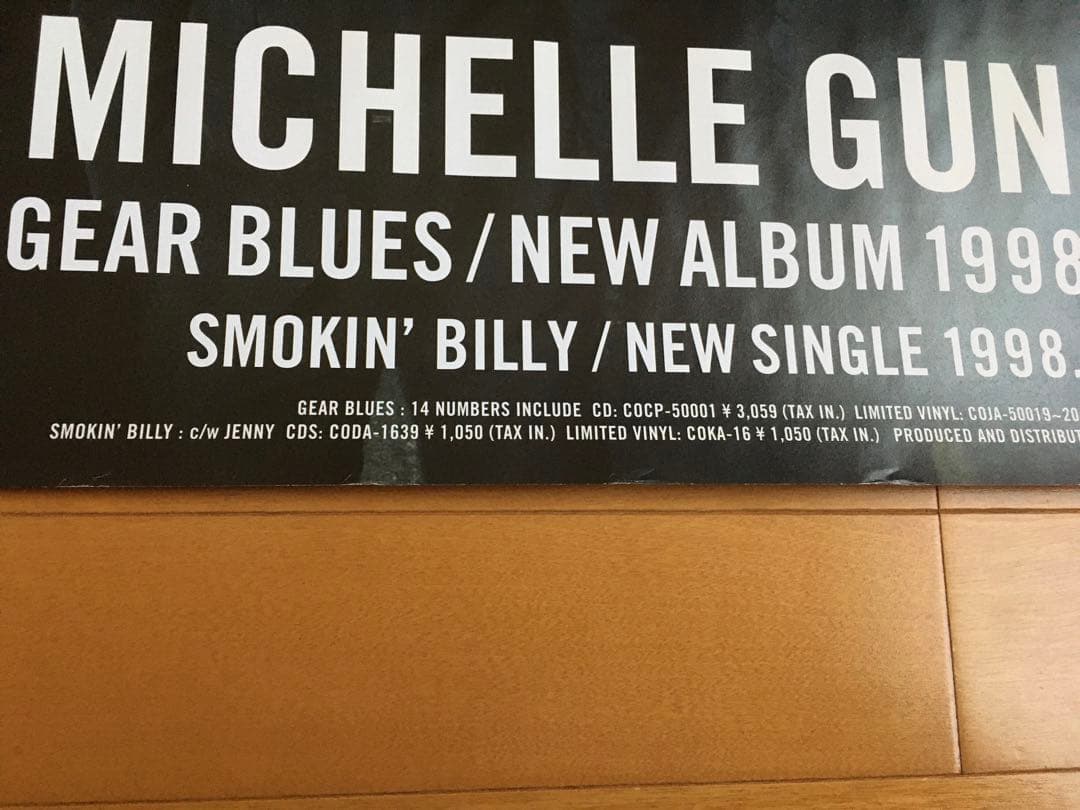 MICHELLE GUN
GEAR BLUES / NEW ALBUM 1998
SMOKIN' BILLY / NEW SINGLE 1998.
GEAR BLUES : 14 NUMBERS INCLUDE CD: COCP-50001 ¥ 3,059 (TAX IN.) LIMITED VINYL: COJA-50019~20
SMOKIN' BILLY : c/w JENNY CDS: CODA-1639 ¥ 1,050 (TAX IN.) LIMITED VINYL: COKA-16 ¥ 1,050 (TAX IN.) PRODUCED AND DISTRIBUT